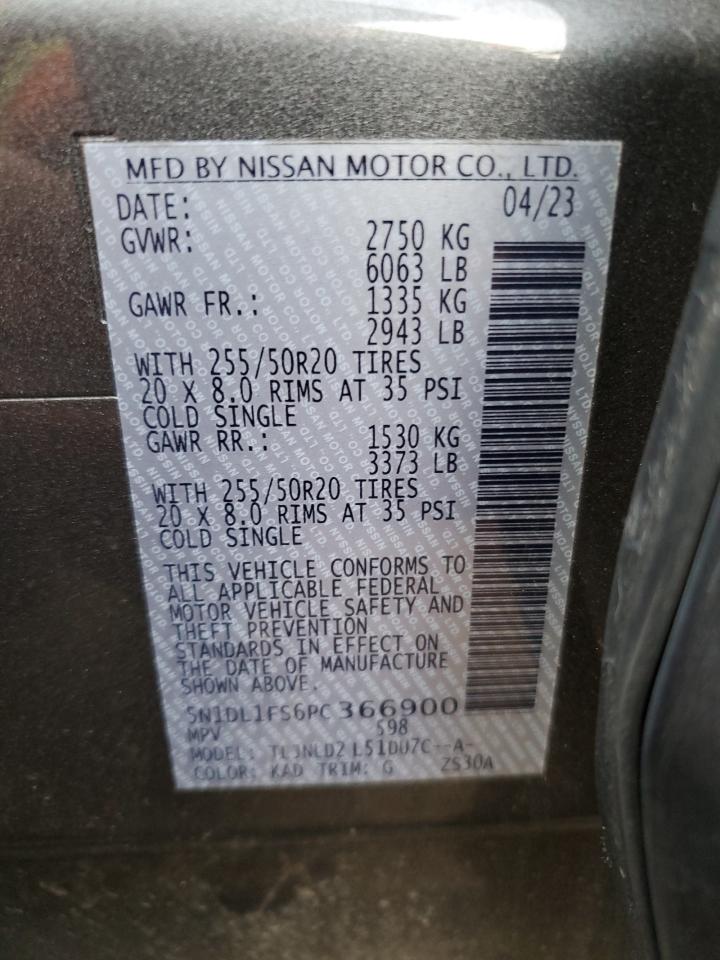 MFD BY NISSAN MOTOR CO., LTD.
DATE: 04/23
GVWR: 2750 KG
6063 LB
GAWR FR.: 1335 KG
2943 LB
WITH 255/50R20 TIRES
20 X 8.0 RIMS AT 35 PSI
COLD SINGLE
GAWR RR.: 1530 KG
3373 LB
WITH 255/50R20 TIRES
20 X 8.0 RIMS AT 35 PSI
COLD SINGLE
THIS VEHICLE CONFORMS TO
ALL APPLICABLE FEDERAL
MOTOR VEHICLE SAFETY AND
THEFT PREVENTION
STANDARDS IN EFFECT ON
THE DATE OF MANUFACTURE
SHOWN ABOVE.
5N1DL1FS6PC366900
MPV S98
MODEL: TL3NLD2 L51DU7C--A-
COLOR: KAD TRIM: G ZS30A